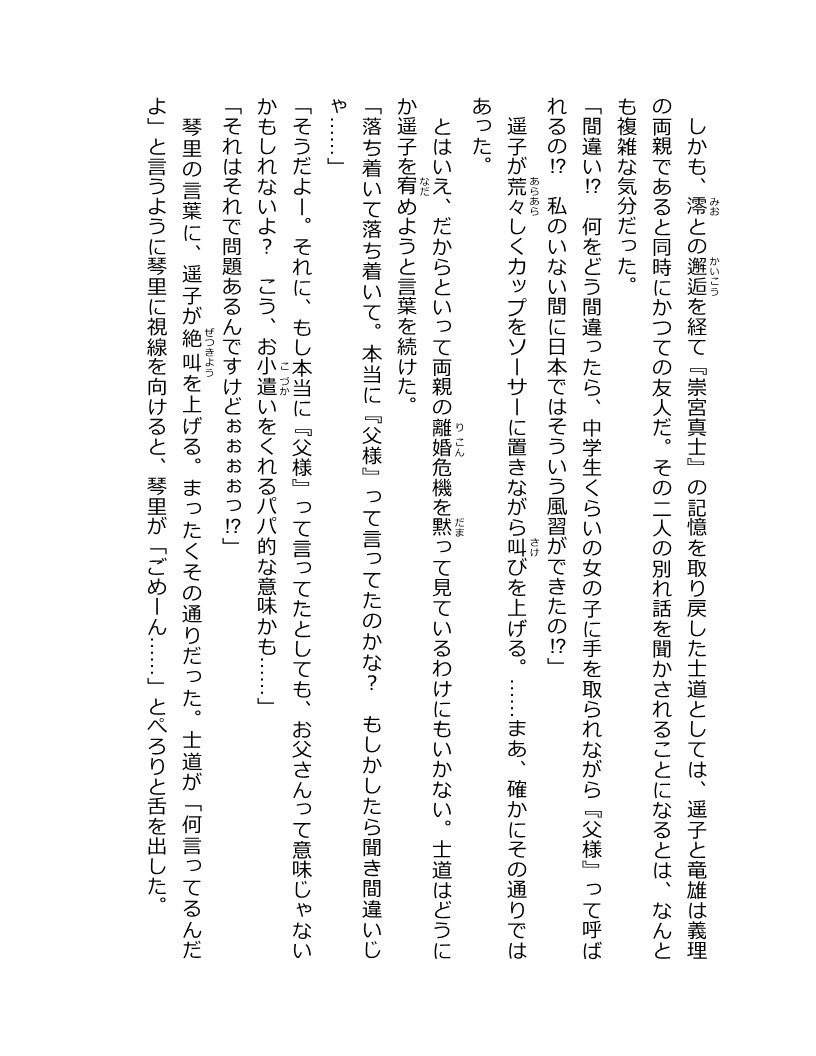 しかも、澪との邂逅を経て『崇宮真士』の記憶を取り戻した士道としては、遥子と竜雄は義理
の両親であると同時にかつての友人だ。その二人の別れ話を聞かされることになるとは、なんと
も複雑な気分だった。
「間違い!?　何をどう間違ったら、中学生くらいの女の子に手を取られながら『父様』って呼ば
れるの!?　私のいない間に日本ではそういう風習ができたの!?」
　遥子が荒々しくカップをソーサーに置きながら叫びを上げる。……まあ、確かにその通りでは
あった。
　とはいえ、だからといって両親の離婚危機を黙って見ているわけにもいかない。士道はどうに
か遥子を宥めようと言葉を続けた。
「落ち着いて落ち着いて。本当に『父様』って言ってたのかな？　もしかしたら聞き間違いじ
ゃ……」
「そうだよー。それに、もし本当に『父様』って言ってたとしても、お父さんって意味じゃない
かもしれないよ？　こう、お小遣いをくれるパパ的な意味かも……」
「それはそれで問題あるんですけどぉぉぉぉっ!?」
　琴里の言葉に、遥子が絶叫を上げる。まったくその通りだった。士道が「何言ってるんだ
よ」と言うように琴里に視線を向けると、琴里が「ごめーん……」とぺろりと舌を出した。